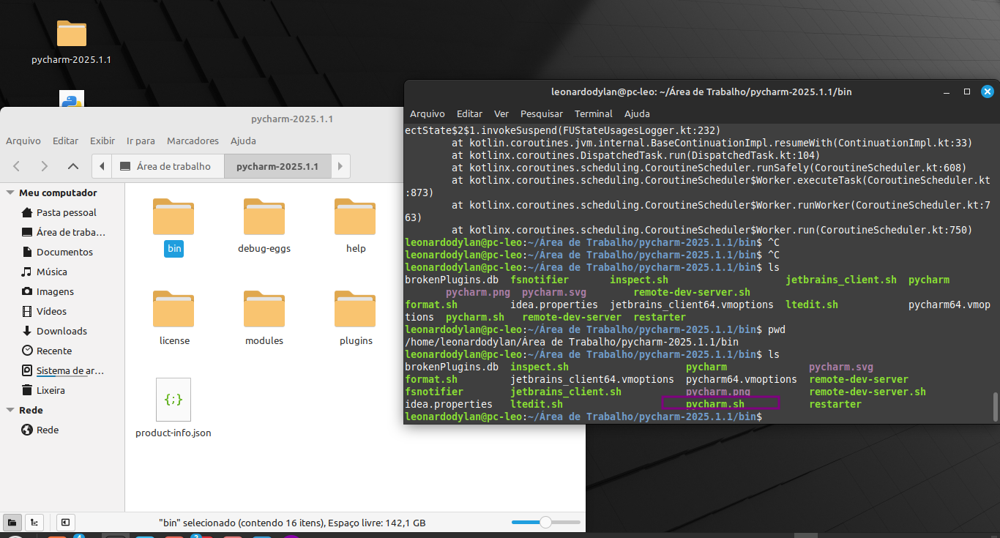 pycharm-2025.1.1
pycharm-2025.1.1
Arquivo Editar Exibir Ir para Marcadores Ajuda
Área de trabalho pycharm-2025.1.1
Meu computador
Pasta pessoal
Área de traba...
Documentos
Música
Imagens
Vídeos
Downloads
Recente
Sistema de ar...
Lixeira
Rede
Rede
bin debug-eggs help
license modules plugins
{;}
product-info.json
"bin" selecionado (contendo 16 itens), Espaço livre: 142,1 GB
leonardodylan@pc-leo: ~/Área de Trabalho/pycharm-2025.1.1/bin
Arquivo Editar Ver Pesquisar Terminal Ajuda
ectState$2$1.invokeSuspend(FUStateUsagesLogger.kt:232)
at kotlin.coroutines.jvm.internal.BaseContinuationImpl.resumeWith(ContinuationImpl.kt:33)
at kotlinx.coroutines.DispatchedTask.run(DispatchedTask.kt:104)
at kotlinx.coroutines.scheduling.CoroutineScheduler.runSafely(CoroutineScheduler.kt:608)
at kotlinx.coroutines.scheduling.CoroutineScheduler$Worker.executeTask(CoroutineScheduler.kt
:873)
at kotlinx.coroutines.scheduling.CoroutineScheduler$Worker.runWorker(CoroutineScheduler.kt:7
63)
at kotlinx.coroutines.scheduling.CoroutineScheduler$Worker.run(CoroutineScheduler.kt:750)
leonardodylan@pc-leo:~/Área de Trabalho/pycharm-2025.1.1/bin$ ^C
leonardodylan@pc-leo:~/Área de Trabalho/pycharm-2025.1.1/bin$ ^C
leonardodylan@pc-leo:~/Área de Trabalho/pycharm-2025.1.1/bin$ ls
brokenPlugins.db fsnotifier inspect.sh jetbrains_client.sh pycharm
pycharm.png pycharm.svg remote-dev-server.sh
format.sh idea.properties jetbrains_client64.vmoptions ltedit.sh pycharm64.vmop
tions pycharm.sh remote-dev-server restarter
leonardodylan@pc-leo:~/Área de Trabalho/pycharm-2025.1.1/bin$ pwd
/home/leonardodylan/Área de Trabalho/pycharm-2025.1.1/bin
leonardodylan@pc-leo:~/Área de Trabalho/pycharm-2025.1.1/bin$ ls
brokenPlugins.db inspect.sh pycharm pycharm.svg
format.sh jetbrains_client64.vmoptions pycharm64.vmoptions remote-dev-server
fsnotifier jetbrains_client.sh pycharm.png remote-dev-server.sh
idea.properties ltedit.sh pycharm.sh restarter
leonardodylan@pc-leo:~/Área de Trabalho/pycharm-2025.1.1/bin$